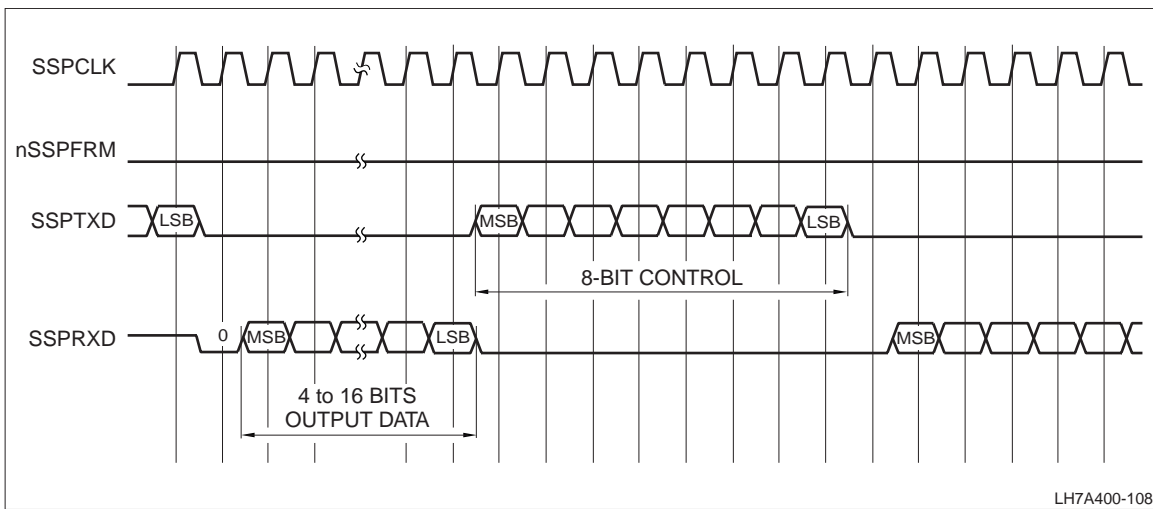 SSPCLK
nSSPFRM
SSPTXD
LSB
MSB
LSB
8-BIT CONTROL
SSPRXD
0
MSB
LSB
MSB
4 to 16 BITS
OUTPUT DATA
LH7A400-108